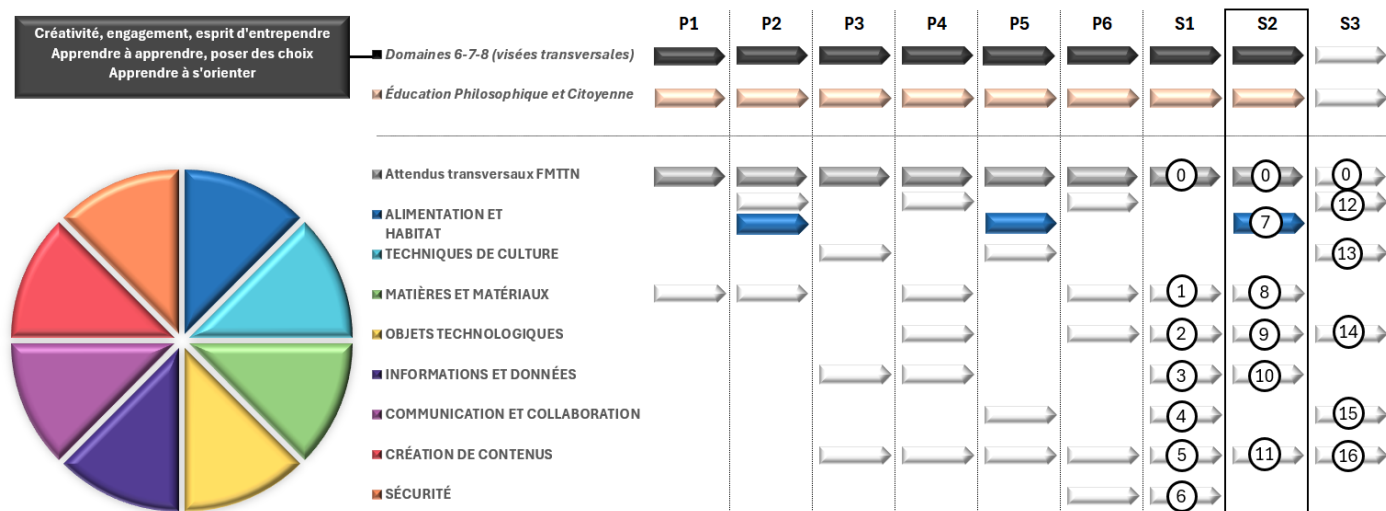 P1 P2 P3 P4 P5 P6 S1 S2 S3
Créativité, engagement, esprit d'entrependre
Apprendre à apprendre, poser des choix
Apprendre à s'orienter
Domaines 6-7-8 (visées transversales)
Éducation Philosophique et Citoyenne
Attendus transversaux FMTTN 0 0 0
12
ALIMENTATION ET
HABITAT 7
TECHNIQUES DE CULTURE 13
MATIÈRES ET MATÉRIAUX 1 8
OBJETS TECHNOLOGIQUES 2 9 14
INFORMATIONS ET DONNÉES 3 10
COMMUNICATION ET COLLABORATION 4 15
CRÉATION DE CONTENUS 5 11 16
SÉCURITÉ 6